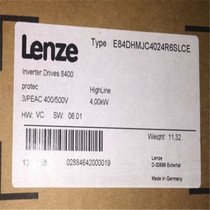 Lenze
Type E84DHMJC4024R6SLCE
Inverter Drives 8400
protec HighLine
3/PEAC 400/500V 4,00kW
HW: VC SW: 06.01
Weight: 11,32
02884642000019
Lenze
Made in Germany